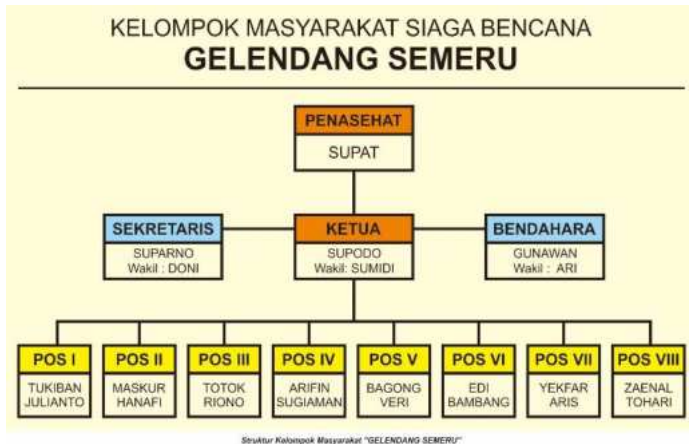 KELOMPOK MASYARAKAT SIAGA BENCANA
GELENDANG SEMERU
PENASEHAT
SUPAT
SEKRETARIS
SUPARNO
Wakil : DONI
KETUA
SUPODO
Wakil: SUMIDI
BENDAHARA
GUNAWAN
Wakil : ARI
POS I
TUKIBAN
JULIANTO
POS II
MASKUR
HANAFI
POS III
TOTOK
RIONO
POS IV
ARIFIN
SUGIAMAN
POS V
BAGONG
VERI
POS VI
EDI
BAMBANG
POS VII
YEKFAR
ARIS
POS VIII
ZAENAL
TOHARI
Struktur Kelompok Masyarakat "GELENDANG SEMERU"